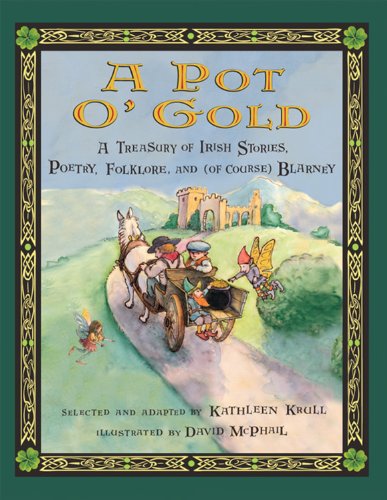 A Pot
O' Gold
A Treasury of Irish Stories,
Poetry, Folklore, and (of course) Blarney
selected and adapted by Kathleen Krull
illustrated by David McPhail